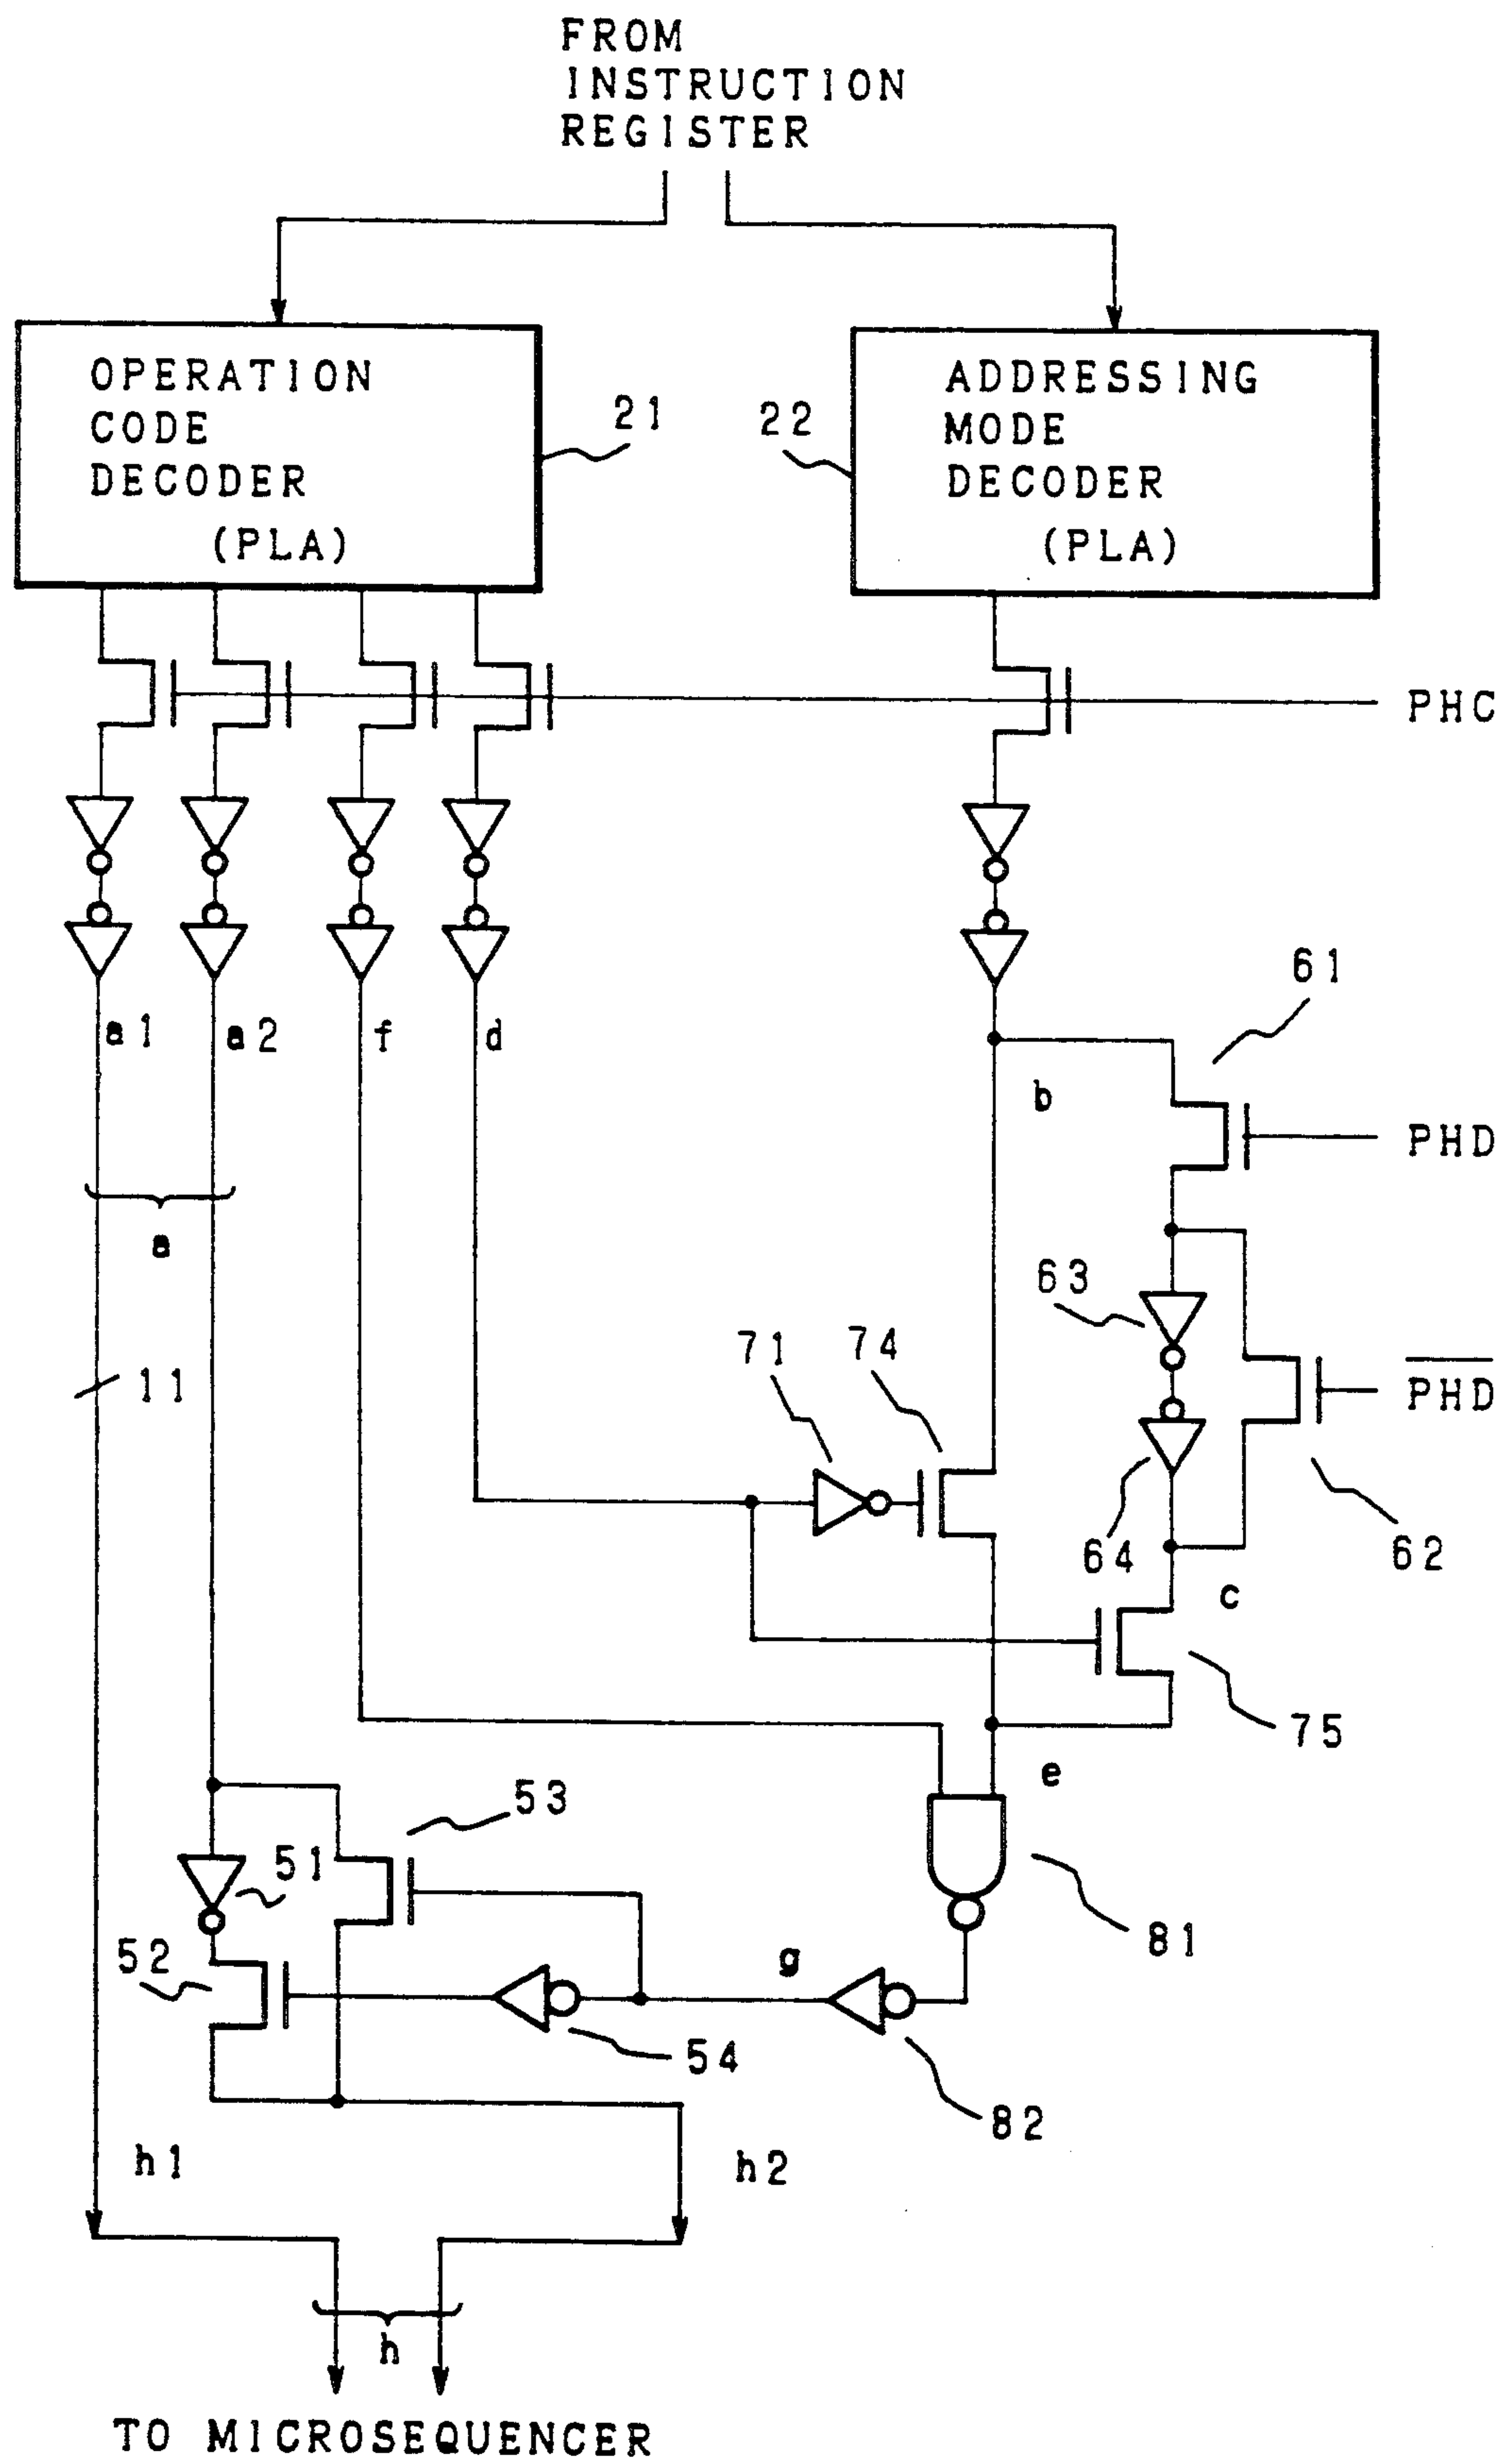 FROM
INSTRUCTION
REGISTER
OPERATION
CODE
DECODER
(PLA)
21
22
ADDRESSING
MODE
DECODER
(PLA)
PHC
a1
a2
f
d
61
b
PHD
a
63
11
71
74
P̅H̅D̅
64
62
c
75
e
53
51
81
52
g
54
82
h1
h2
h
TO MICROSEQUENCER